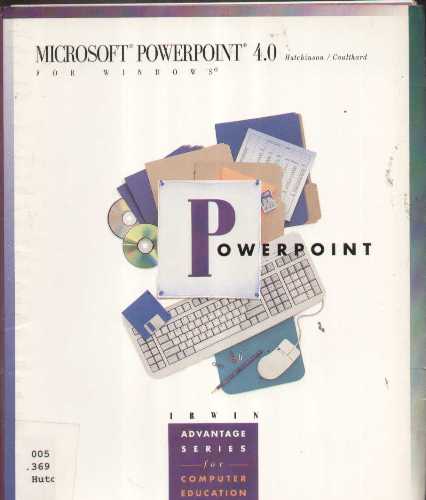 MICROSOFT® POWERPOINT® 4.0 Hutchinson / Coulthard
FOR WINDOWS®
POWERPOINT
IRWIN
ADVANTAGE
SERIES
for
COMPUTER
EDUCATION
005
.369
Hutc